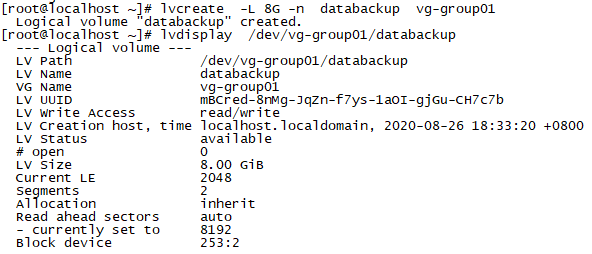 [root@localhost ~]# lvcreate  -L 8G -n  databackup  vg-group01
  Logical volume "databackup" created.
[root@localhost ~]# lvdisplay  /dev/vg-group01/databackup
  --- Logical volume ---
  LV Path                /dev/vg-group01/databackup
  LV Name                databackup
  VG Name                vg-group01
  LV UUID                mBCred-8nMg-JqZn-f7ys-1aOI-gjGu-CH7c7b
  LV Write Access        read/write
  LV Creation host, time localhost.localdomain, 2020-08-26 18:33:20 +0800
  LV Status              available
  # open                 0
  LV Size                8.00 GiB
  Current LE             2048
  Segments               2
  Allocation             inherit
  Read ahead sectors     auto
  - currently set to     8192
  Block device           253:2